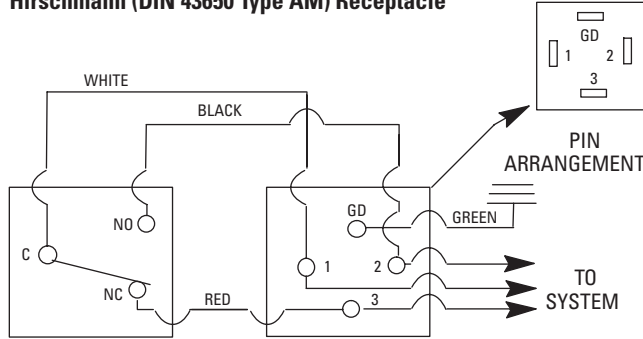 Hirschmann (DIN 43650 Type AM) Receptacle
GD
1
2
3
PIN
ARRANGEMENT
WHITE
BLACK
NO
C
NC
RED
GD
GREEN
1
2
3
TO
SYSTEM